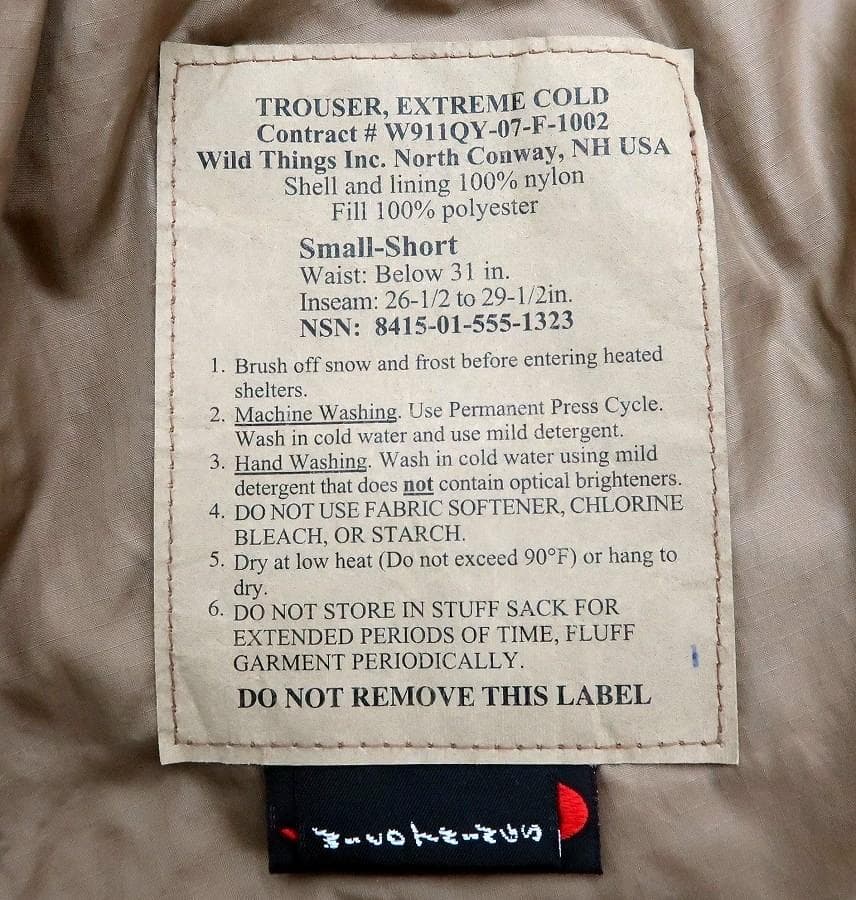 TROUSER, EXTREME COLD
Contract # W911QY-07-F-1002
Wild Things Inc. North Conway, NH USA
Shell and lining 100% nylon
Fill 100% polyester
Small-Short
Waist: Below 31 in.
Inseam: 26-1/2 to 29-1/2in.
NSN: 8415-01-555-1323
1. Brush off snow and frost before entering heated
shelters.
2. Machine Washing. Use Permanent Press Cycle.
Wash in cold water and use mild detergent.
3. Hand Washing. Wash in cold water using mild
detergent that does not contain optical brighteners.
4. DO NOT USE FABRIC SOFTENER, CHLORINE
BLEACH, OR STARCH.
5. Dry at low heat (Do not exceed 90°F) or hang to
dry.
6. DO NOT STORE IN STUFF SACK FOR
EXTENDED PERIODS OF TIME, FLUFF
GARMENT PERIODICALLY.
DO NOT REMOVE THIS LABEL